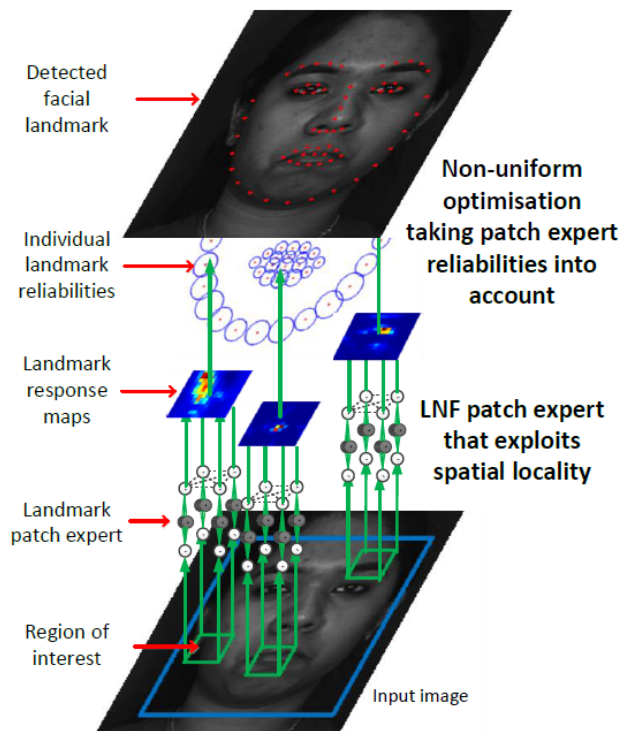 Detected
facial
landmark
Non-uniform
optimisation
taking patch expert
reliabilities into
account
Individual
landmark
reliabilities
Landmark
response
maps
LNF patch expert
that exploits
spatial locality
Landmark
patch expert
Region of
interest
Input image